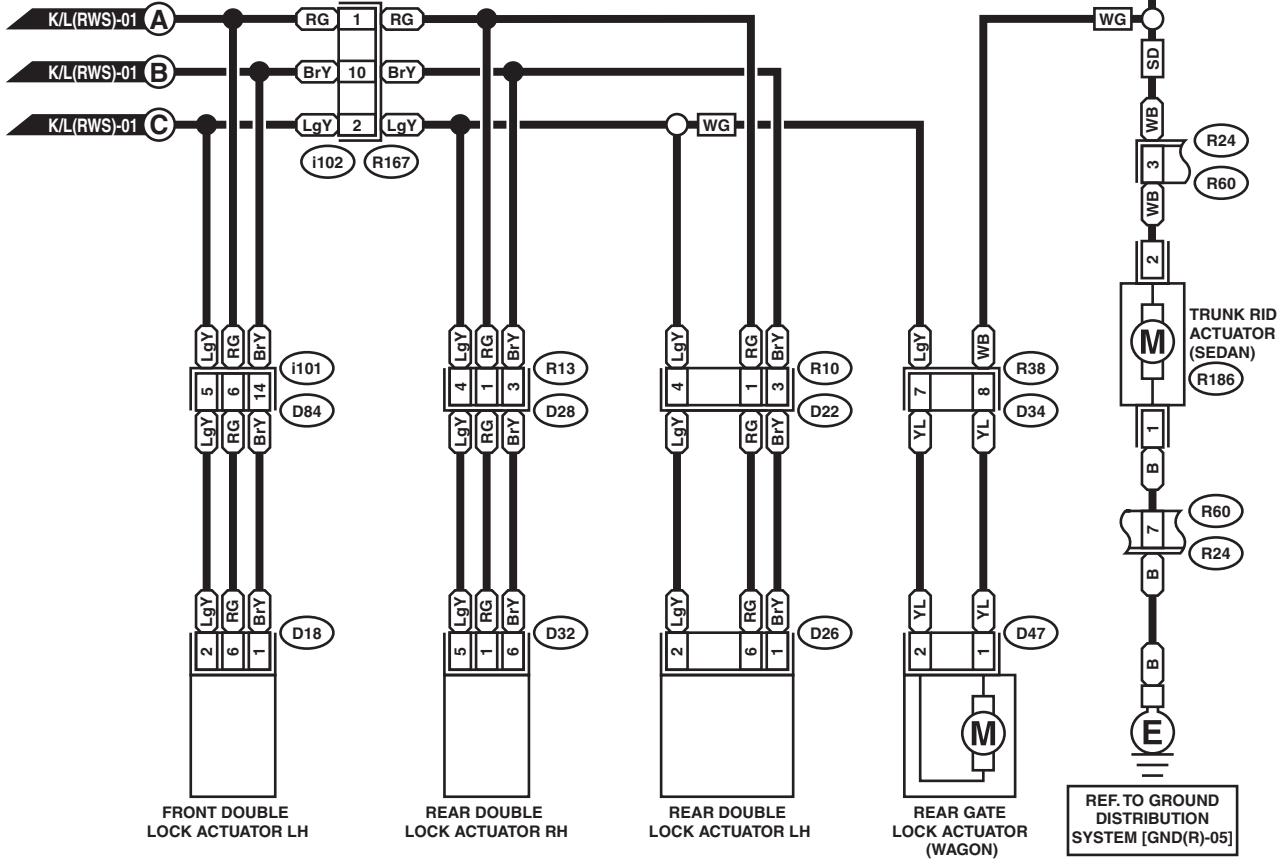 K/L(RWS)-01 A RG 1 RG WG
K/L(RWS)-01 B BrY 10 BrY SD
K/L(RWS)-01 C LgY 2 LgY WG WB
i102 R167
R24
3
R60
WB
2
TRUNK RID
ACTUATOR
(SEDAN)
M
R186
LgY RG BrY LgY RG BrY LgY RG BrY LgY WB
i101 R13 R10 R38
5 6 14 4 1 3 4 1 3 7 8
D84 D28 D22 D34
LgY RG BrY LgY RG BrY LgY RG BrY YL YL
1
B
R60
7
R24
B
LgY RG BrY LgY RG BrY LgY RG BrY YL YL
D18 D32 D26 D47
2 6 1 5 1 6 2 6 1 2 1
B
M
E
FRONT DOUBLE
LOCK ACTUATOR LH
REAR DOUBLE
LOCK ACTUATOR RH
REAR DOUBLE
LOCK ACTUATOR LH
REAR GATE
LOCK ACTUATOR
(WAGON)
REF. TO GROUND
DISTRIBUTION
SYSTEM [GND(R)-05]